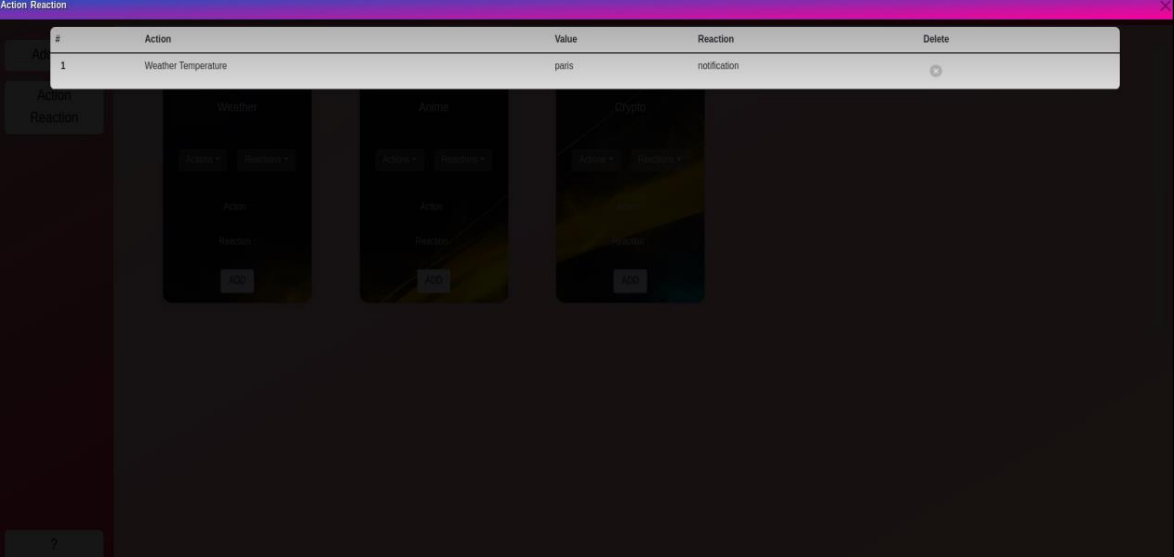 Action Reaction
# Action Value Reaction Delete
1 Weather Temperature paris notification
Action
Reaction
Weather Anime Crypto
Actions Reactions Actions Reactions Actions Reactions
Action Action Action
Reaction Reaction Reaction
ADD ADD ADD
?